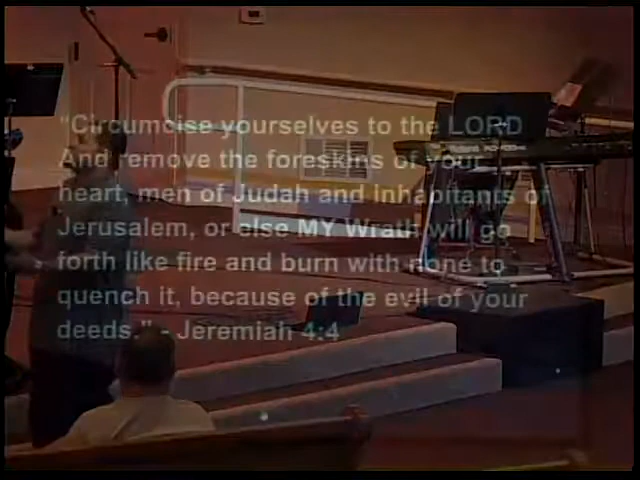 "Circumcise yourselves to the LORD
And remove the foreskins of your
heart, men of Judah and inhabitants of
Jerusalem, or else MY Wrath will go
forth like fire and burn with none to
quench it, because of the evil of your
deeds." - Jeremiah 4:4
Roland